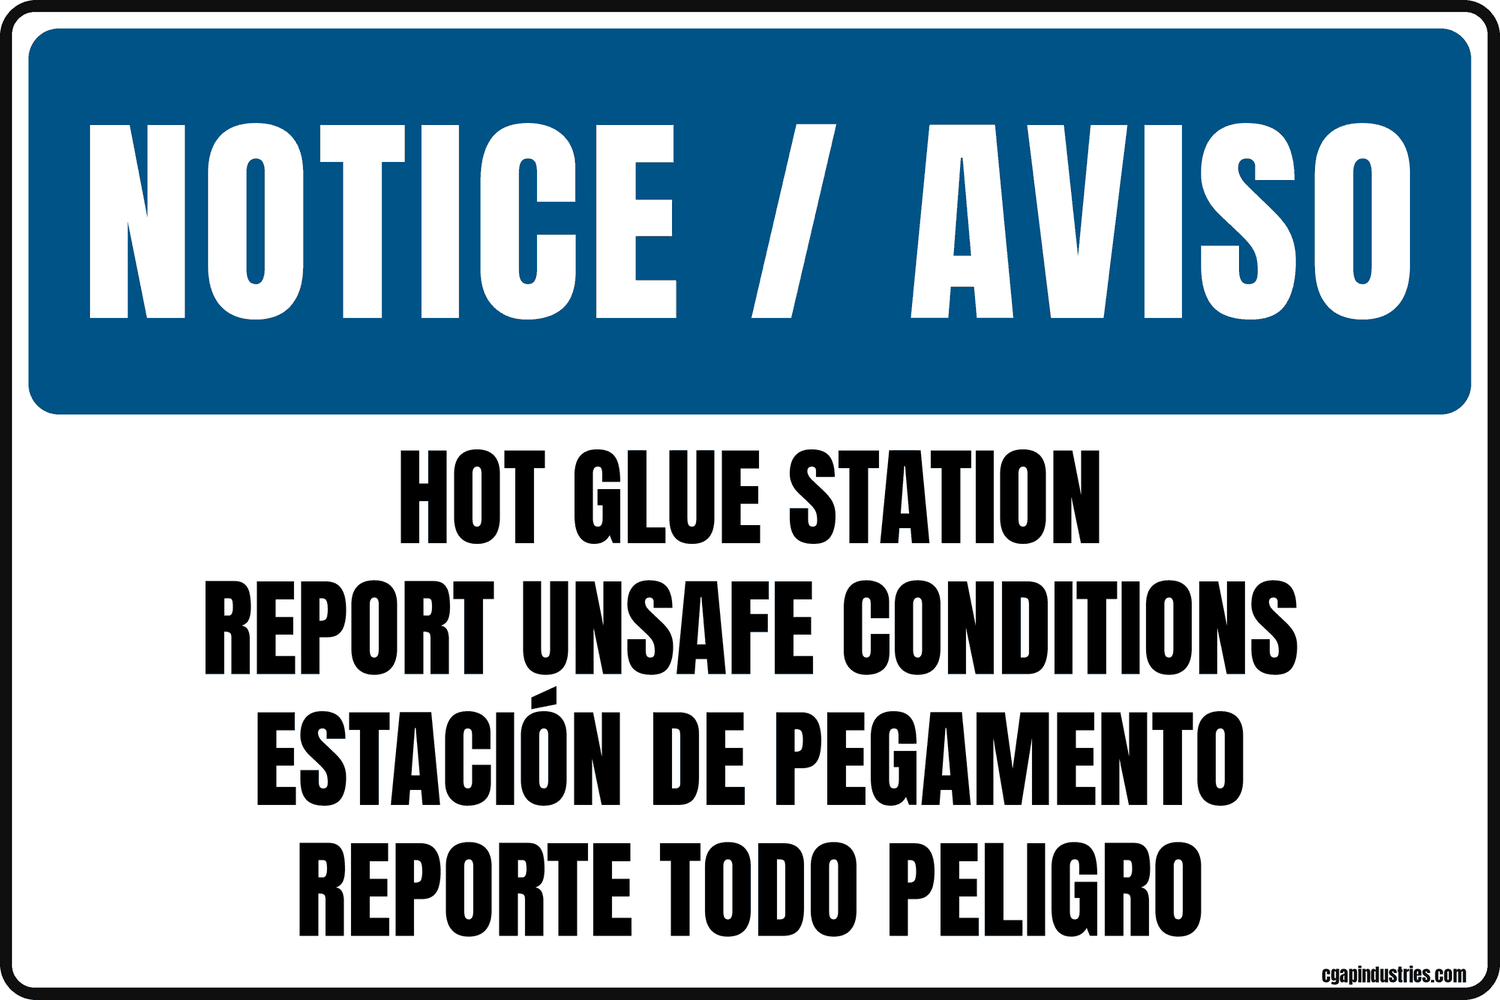 NOTICE / AVISO
HOT GLUE STATION
REPORT UNSAFE CONDITIONS
ESTACIÓN DE PEGAMENTO
REPORTE TODO PELIGRO
cgapindustries.com